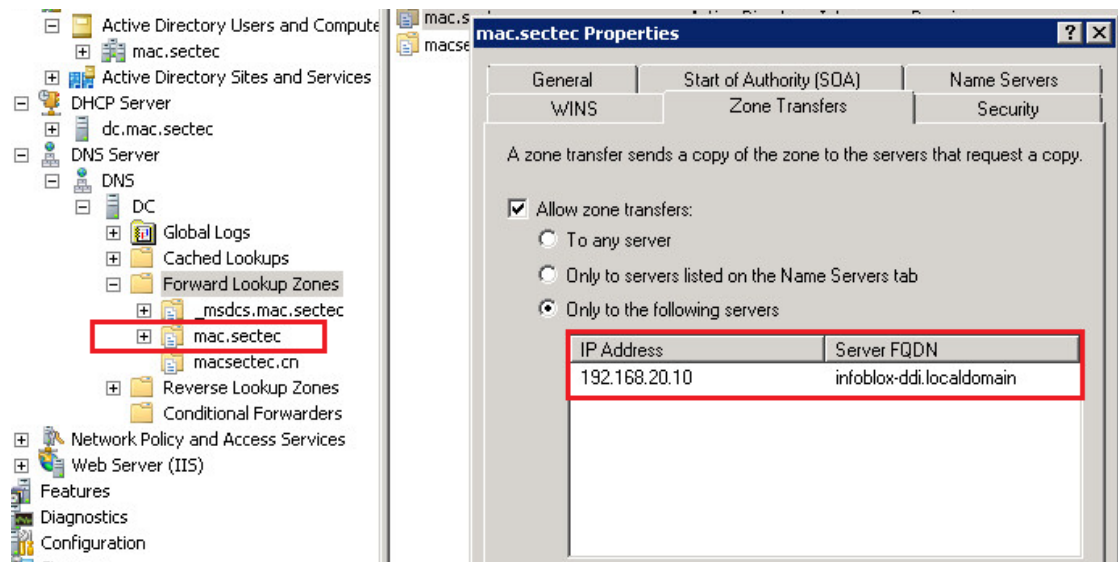 Active Directory Users and Compute
mac.sectec
Active Directory Sites and Services
DHCP Server
dc.mac.sectec
DNS Server
DNS
DC
Global Logs
Cached Lookups
Forward Lookup Zones
_msdcs.mac.sectec
mac.sectec
macsectec.cn
Reverse Lookup Zones
Conditional Forwarders
Network Policy and Access Services
Web Server (IIS)
Features
Diagnostics
Configuration
mac.s
macse
mac.sectec Properties
General Start of Authority (SOA) Name Servers
WINS Zone Transfers Security
A zone transfer sends a copy of the zone to the servers that request a copy.
Allow zone transfers:
To any server
Only to servers listed on the Name Servers tab
Only to the following servers
IP Address Server FQDN
192.168.20.10 infoblox-ddi.localdomain